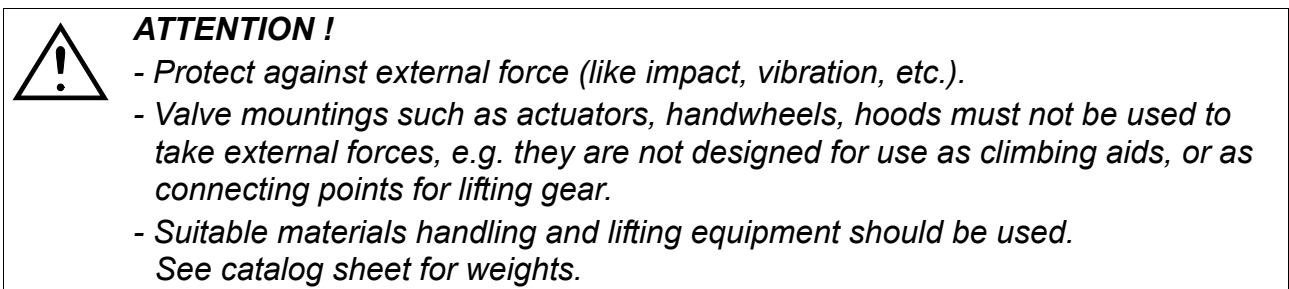 ATTENTION !
- Protect against external force (like impact, vibration, etc.).
- Valve mountings such as actuators, handwheels, hoods must not be used to
take external forces, e.g. they are not designed for use as climbing aids, or as
connecting points for lifting gear.
- Suitable materials handling and lifting equipment should be used.
See catalog sheet for weights.